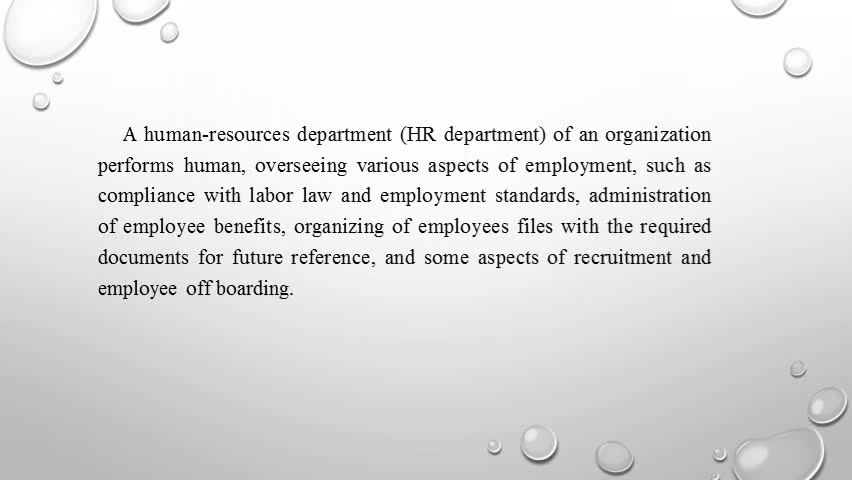 A human-resources department (HR department) of an organization
performs human, overseeing various aspects of employment, such as
compliance with labor law and employment standards, administration
of employee benefits, organizing of employees files with the required
documents for future reference, and some aspects of recruitment and
employee off boarding.